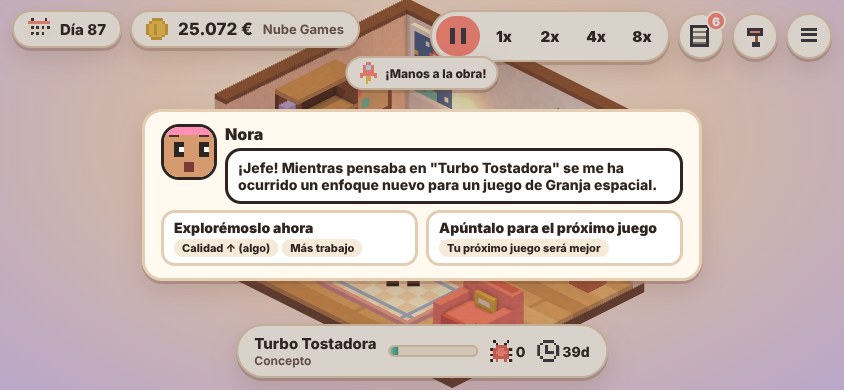 Día 87
25.072 € Nube Games
1x 2x 4x 8x
6
¡Manos a la obra!
Nora
¡Jefe! Mientras pensaba en "Turbo Tostadora" se me ha
ocurrido un enfoque nuevo para un juego de Granja espacial.
Explorémoslo ahora
Calidad ↑ (algo) Más trabajo
Apúntalo para el próximo juego
Tu próximo juego será mejor
Turbo Tostadora
Concepto
0
39d